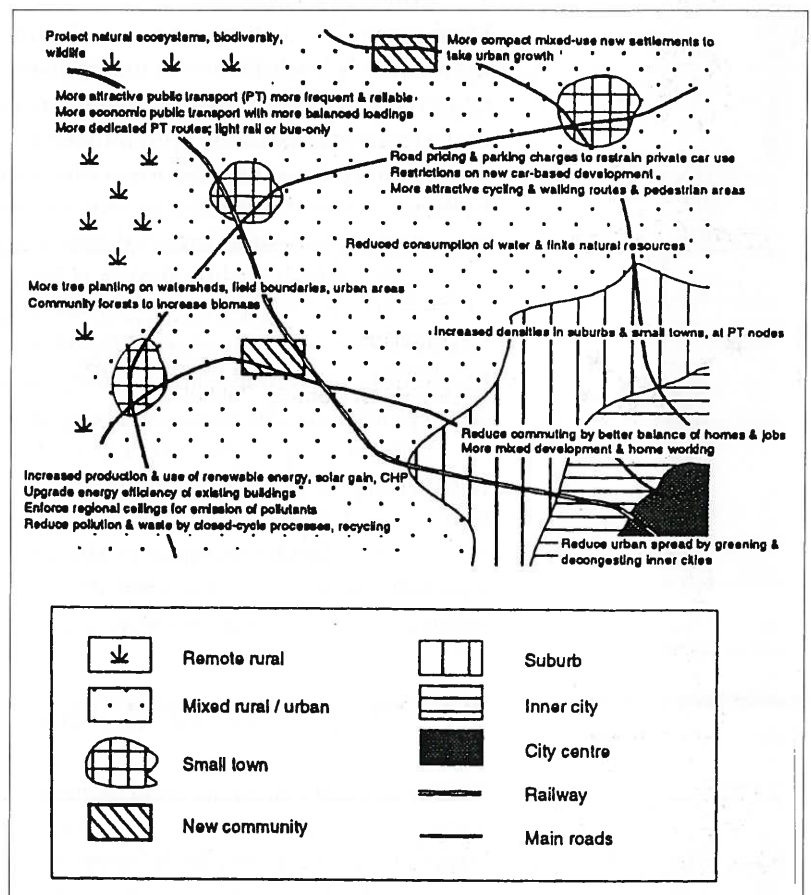 Protect natural ecosystems, biodiversity,
wildlife
More compact mixed-use new settlements to
take urban growth
More attractive public transport (PT) more frequent & reliable
More economic public transport with more balanced loadings
More dedicated PT routes; light rail or bus-only
Road pricing & parking charges to restrain private car use
Restrictions on new car-based development
More attractive cycling & walking routes & pedestrian areas
Reduced consumption of water & finite natural resources
More tree planting on watersheds, field boundaries, urban areas
Community forests to increase biomass
Increased densities in suburbs & small towns, at PT nodes
Reduce commuting by better balance of homes & jobs
More mixed development & home working
Increased production & use of renewable energy, solar gain, CHP
Upgrade energy efficiency of existing buildings
Enforce regional ceilings for emission of pollutants
Reduce pollution & waste by closed-cycle processes, recycling
Reduce urban spread by greening &
decongesting inner cities
Remote rural
Mixed rural / urban
Small town
New community
Suburb
Inner city
City centre
Railway
Main roads